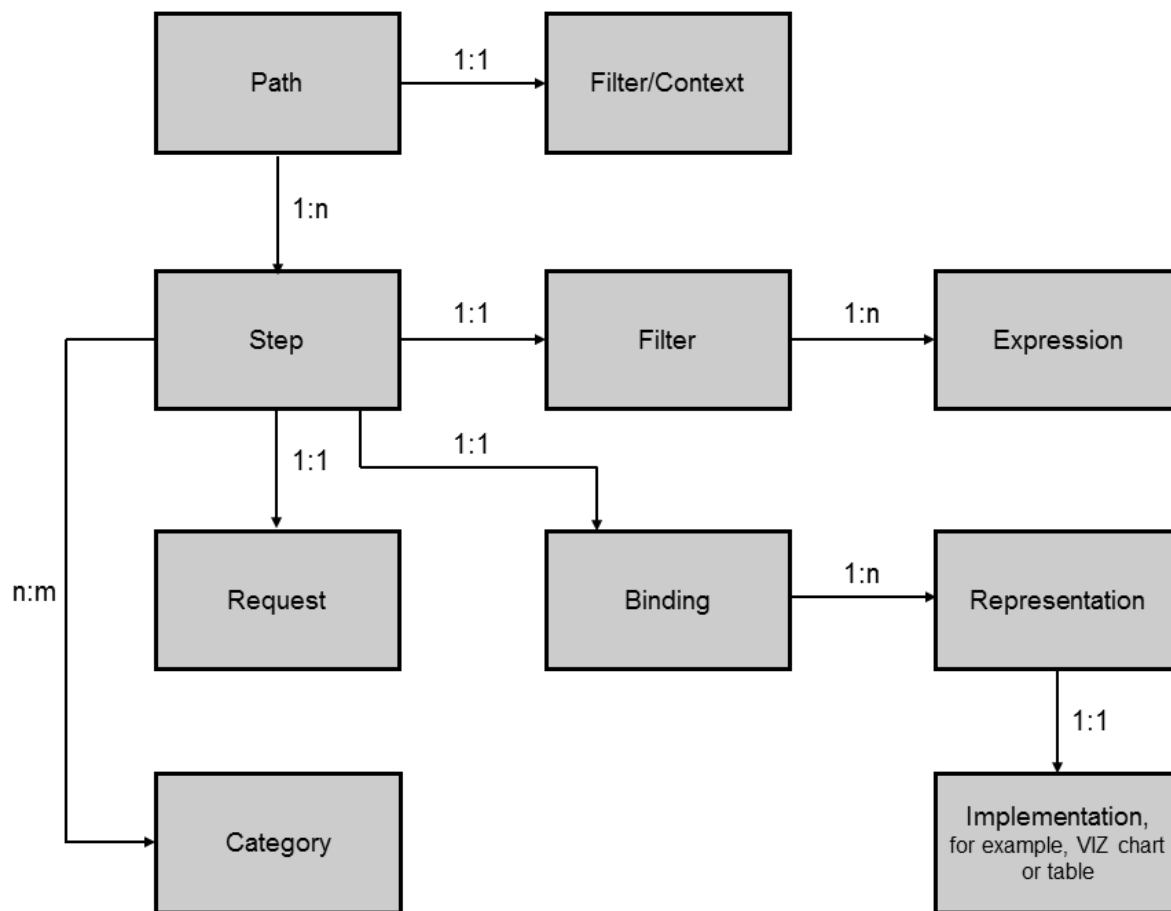 Path
1:1
Filter/Context
1:n
Step
1:1
Filter
1:n
Expression
1:1
1:1
n:m
Request
Binding
1:n
Representation
1:1
Category
Implementation,
for example, VIZ chart
or table